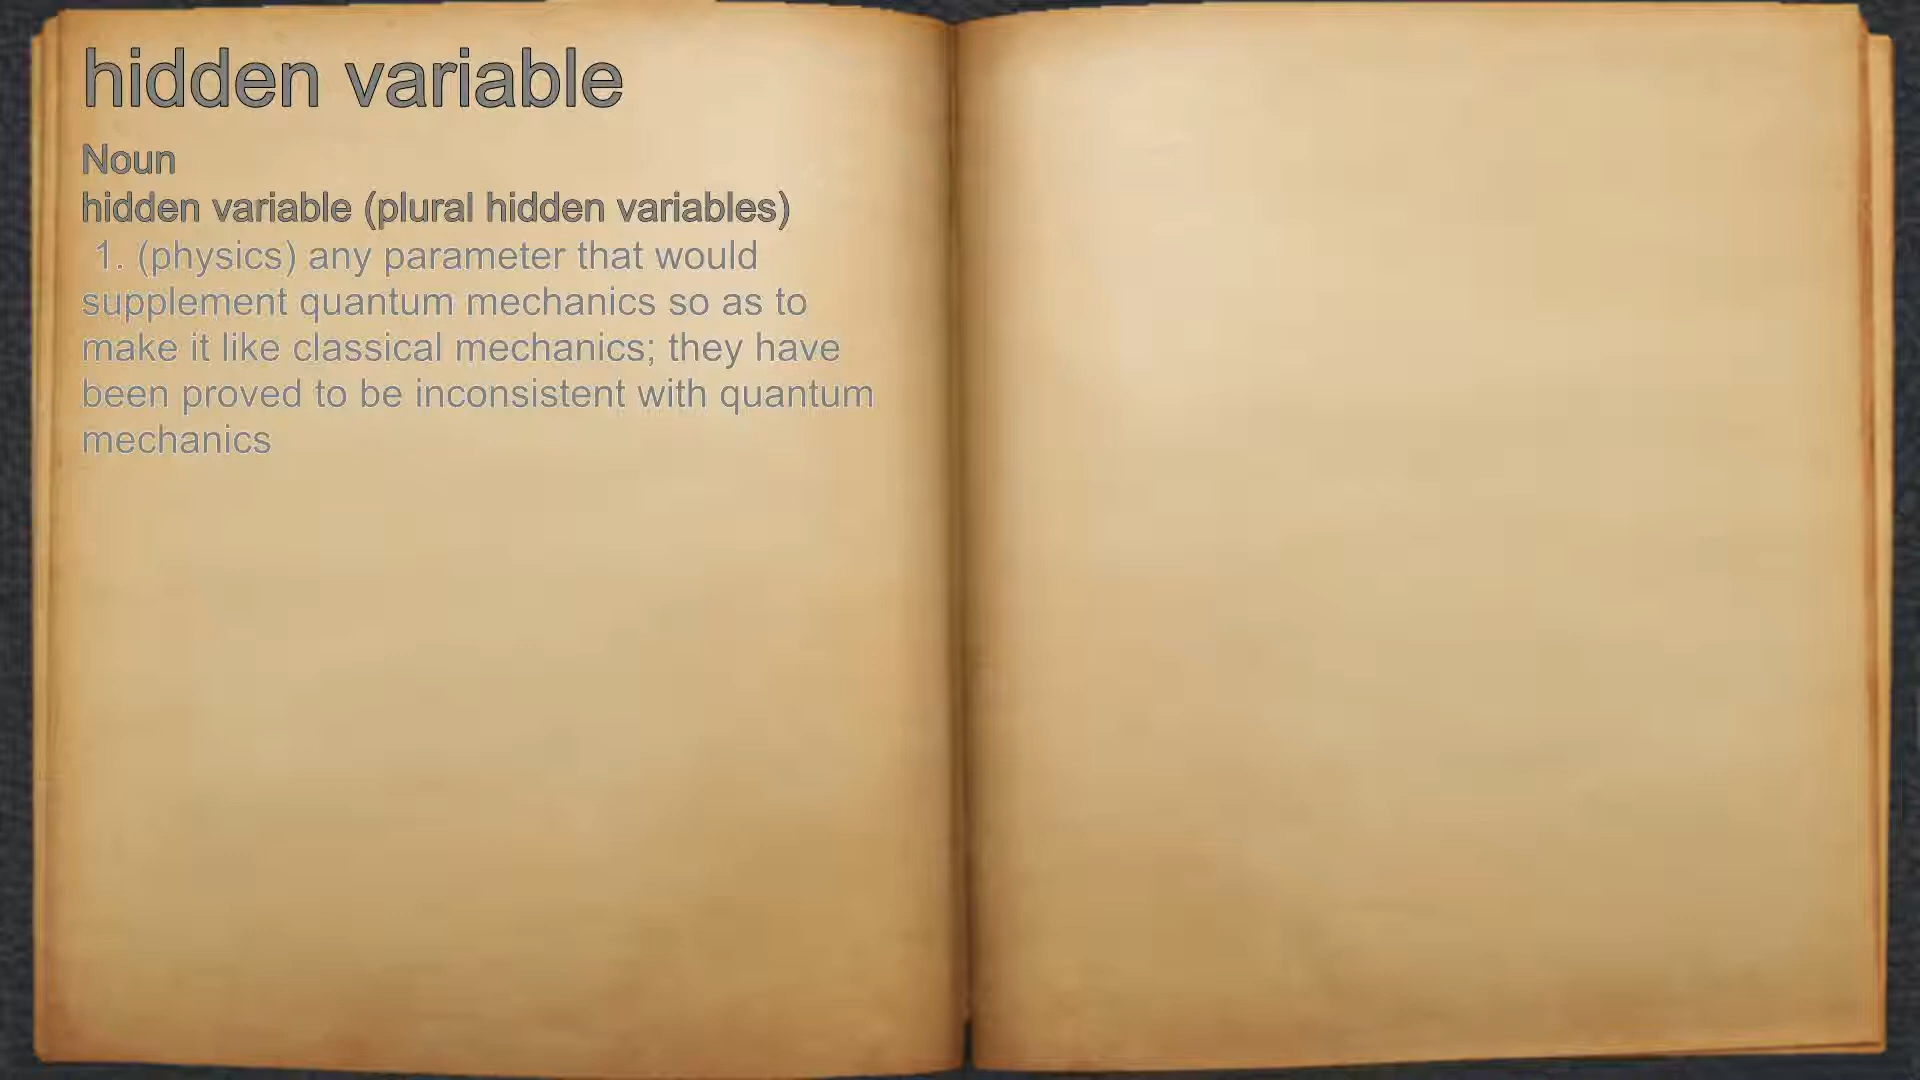 hidden variable
Noun
hidden variable (plural hidden variables)
1. (physics) any parameter that would
supplement quantum mechanics so as to
make it like classical mechanics; they have
been proved to be inconsistent with quantum
mechanics